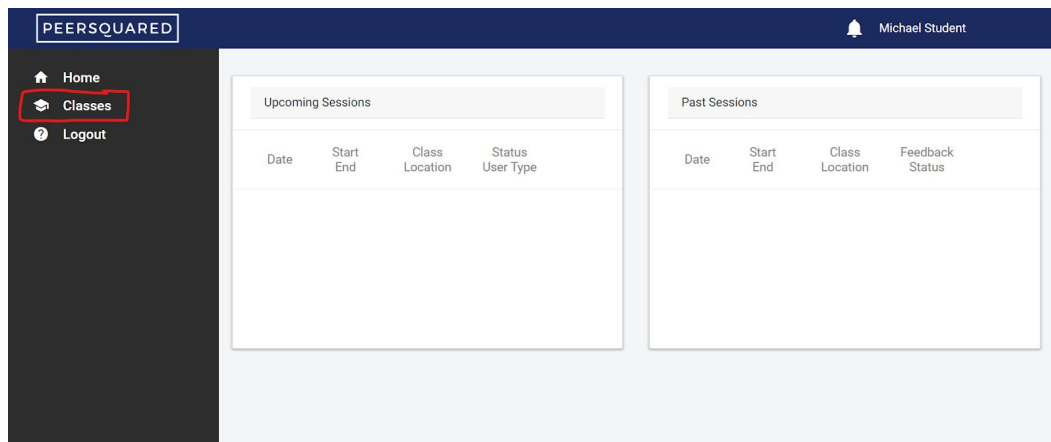 PEERSQUARED
Michael Student
Home
Classes
Logout
Upcoming Sessions
Date
Start
End
Class
Location
Status
User Type
Past Sessions
Date
Start
End
Class
Location
Feedback
Status